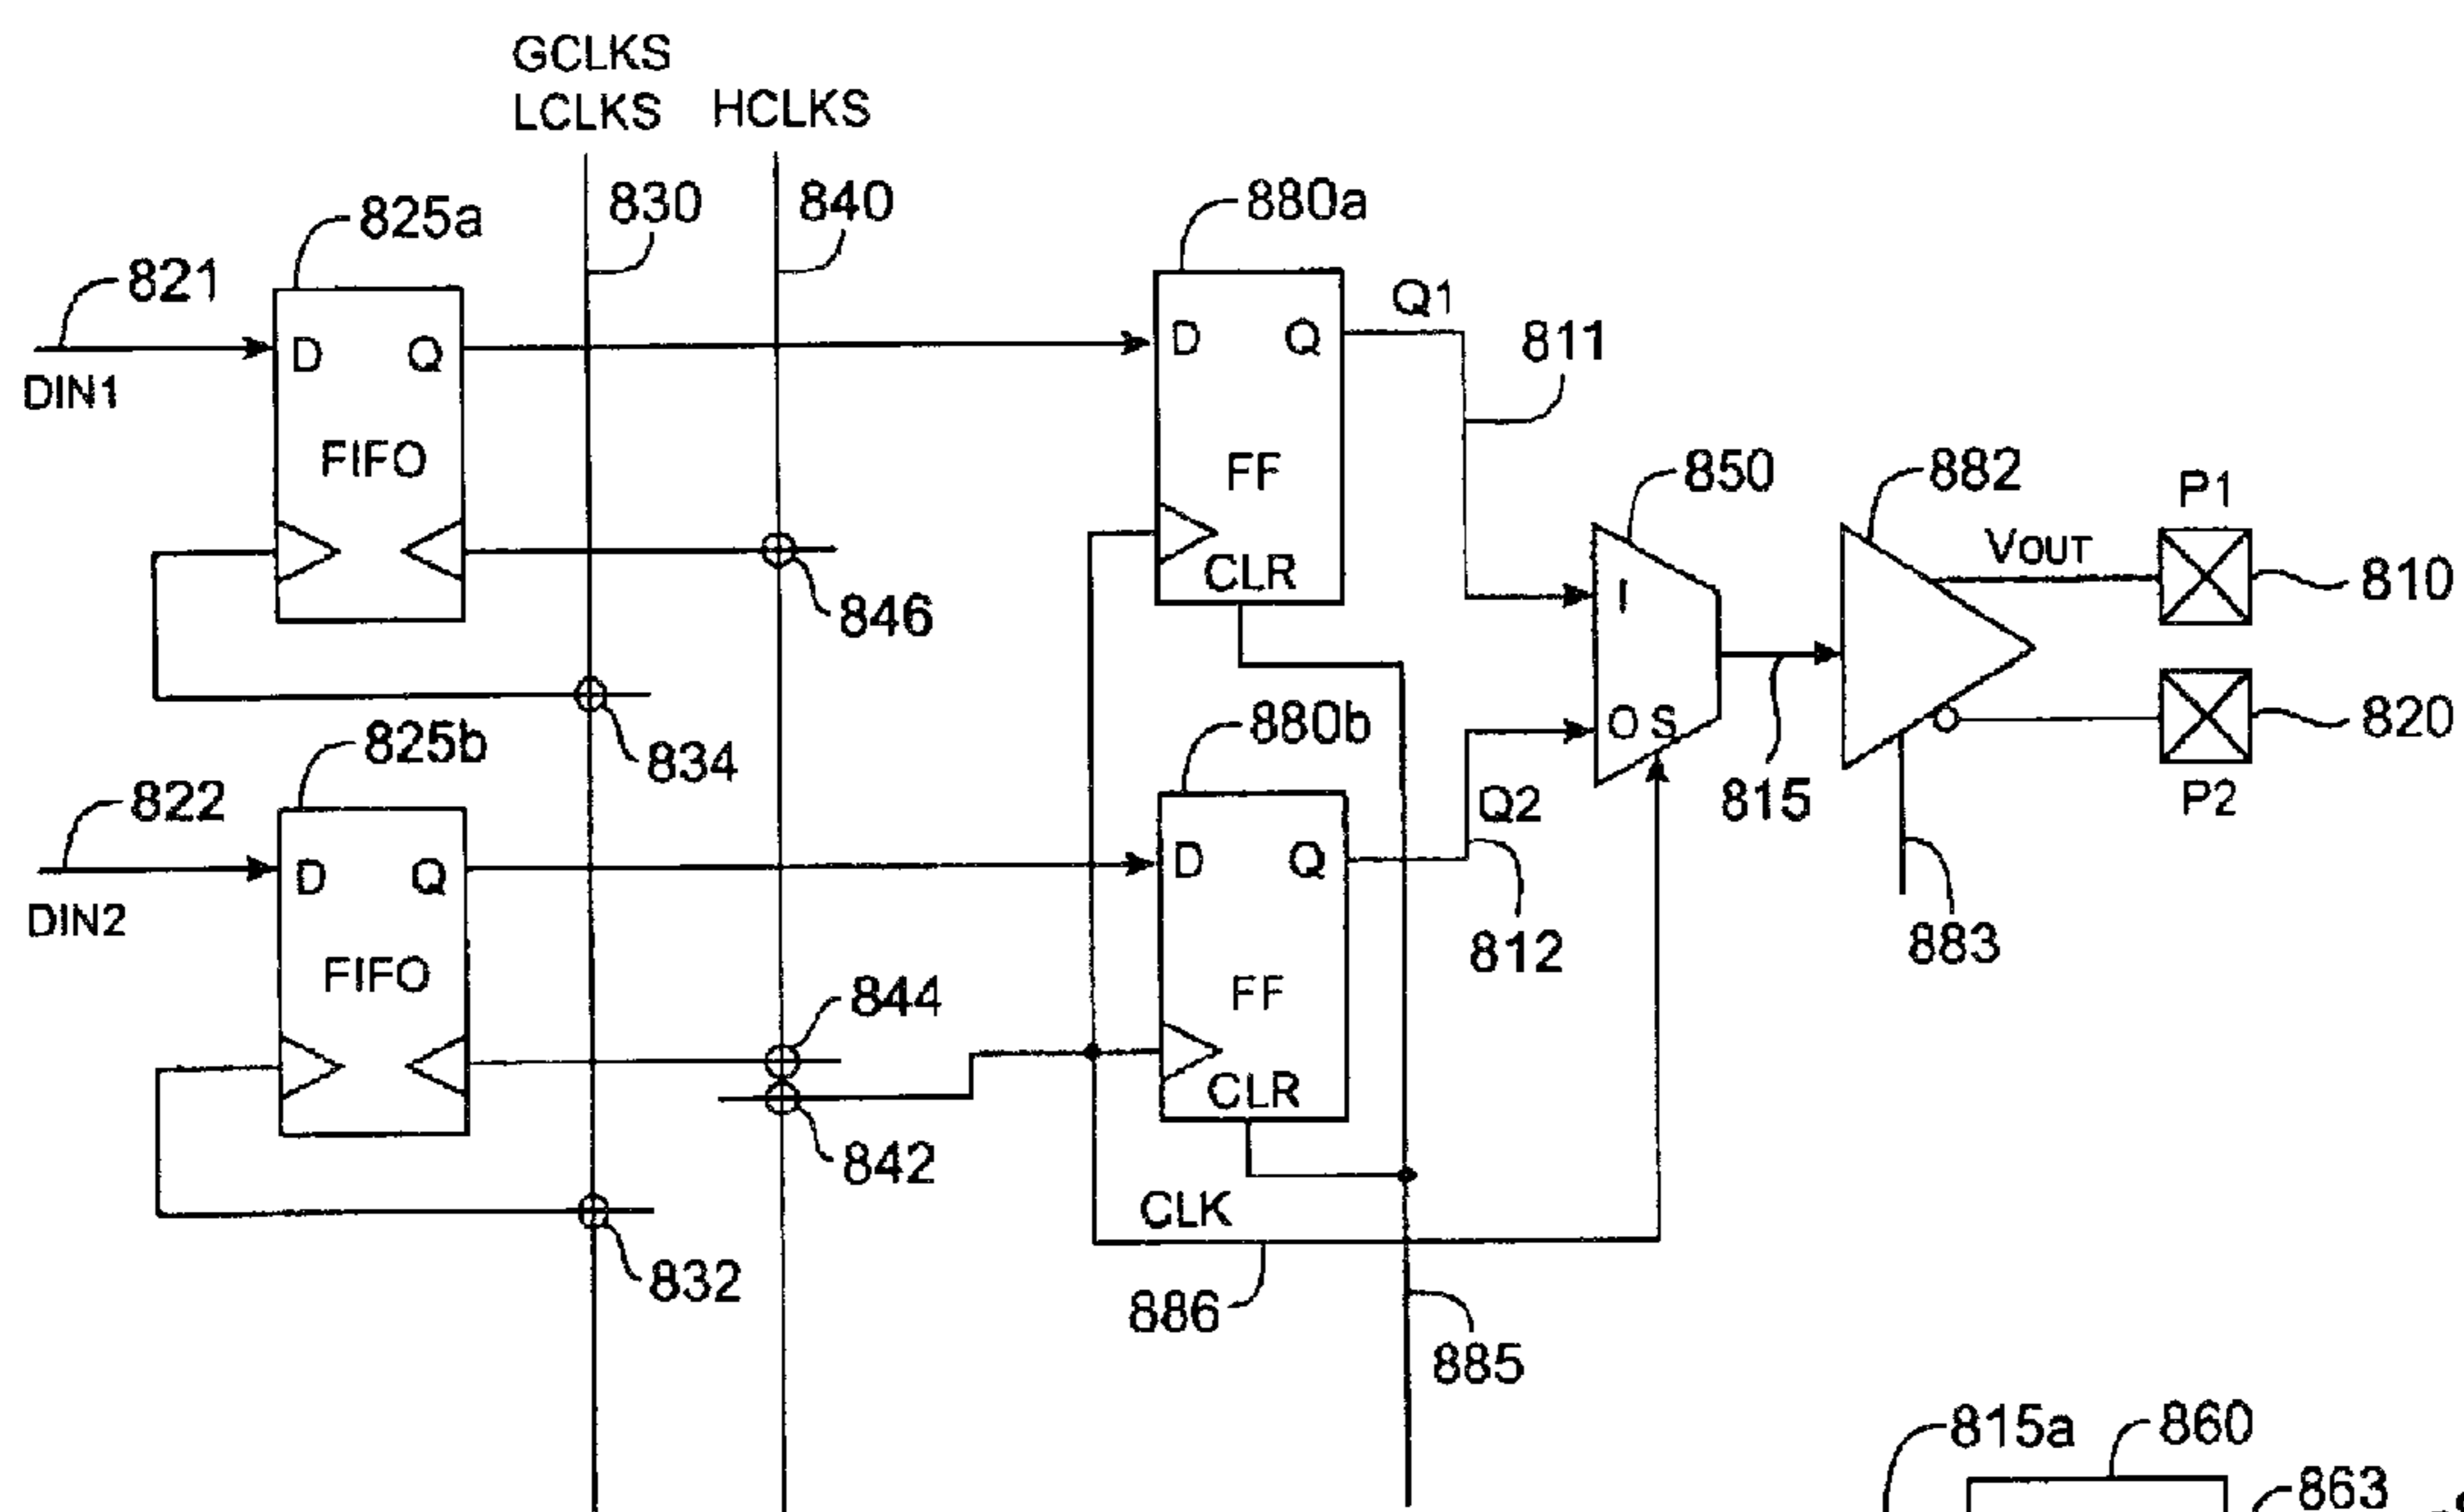 GCLKS
LCLKS
HCLKS
830
840
880a
825a
821
D
Q
DIN1
FIFO
846
834
D
Q
Q1
811
FF
CLR
850
882
P1
I
VOUT
810
O S
815
820
P2
883
825b
822
D
Q
DIN2
FIFO
844
842
832
880b
D
Q
Q2
812
FF
CLR
CLK
886
885
815a
860
863